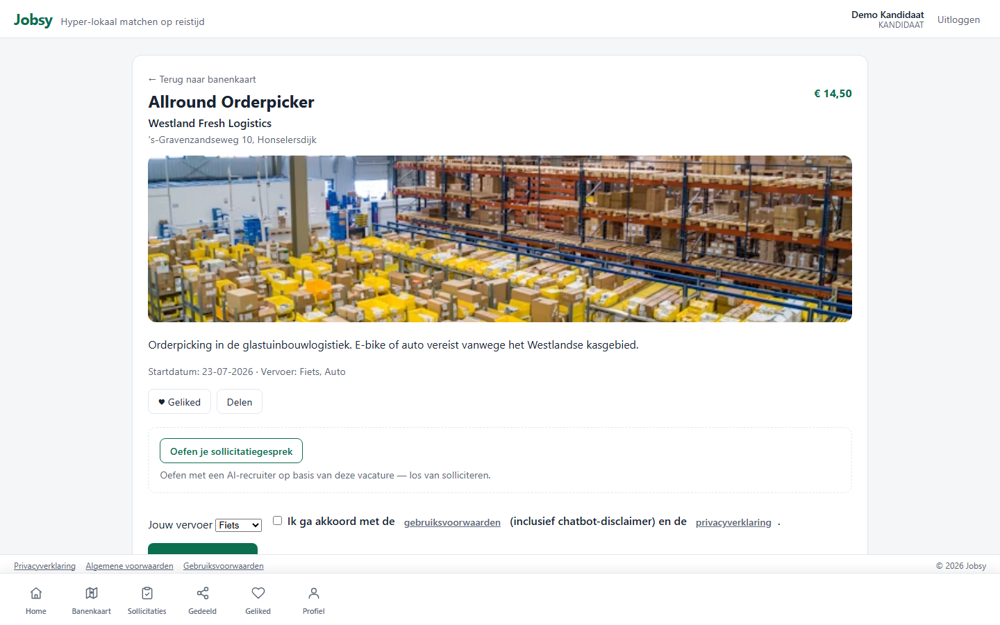 Jobsy Hyper-lokaal matchen op reistijd
Demo Kandidaat
KANDIDAAT
Uitloggen
← Terug naar banenkaart
Allround Orderpicker
€ 14,50
Westland Fresh Logistics
's-Gravenzandseweg 10, Honselersdijk
Orderpicking in de glastuinbouwlogistiek. E-bike of auto vereist vanwege het Westlandse kasgebied.
Startdatum: 23-07-2026 · Vervoer: Fiets, Auto
♥ Geliked
Delen
Oefen je sollicitatiegesprek
Oefen met een AI-recruiter op basis van deze vacature — los van solliciteren.
Jouw vervoer Fiets Ik ga akkoord met de gebruiksvoorwaarden (inclusief chatbot-disclaimer) en de privacyverklaring .
Privacyverklaring Algemene voorwaarden Gebruiksvoorwaarden © 2026 Jobsy
Home Banenkaart Sollicitaties Gedeeld Geliked Profiel